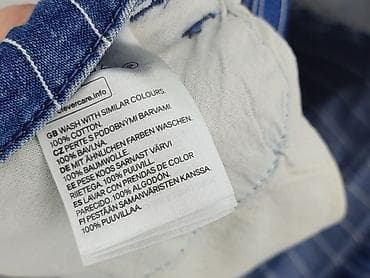 clevercare.info
GB WASH WITH SIMILAR COLOURS.
100% COTTON.
CZ PERTE S PODOBNÝMI BARVAMI.
100% BAVLNA.
DE MIT ÄHNLICHEN FARBEN WASCHEN.
100% BAUMWOLLE.
EE PESE KOOS SARNAST VÄRVI
RIIETEGA. 100% PUUVILL.
ES LAVAR CON PRENDAS DE COLOR
PARECIDO. 100% ALGODÓN.
FI PESTÄÄN SAMANVÄRISTEN KANSSA.
100% PUUVILLAA.